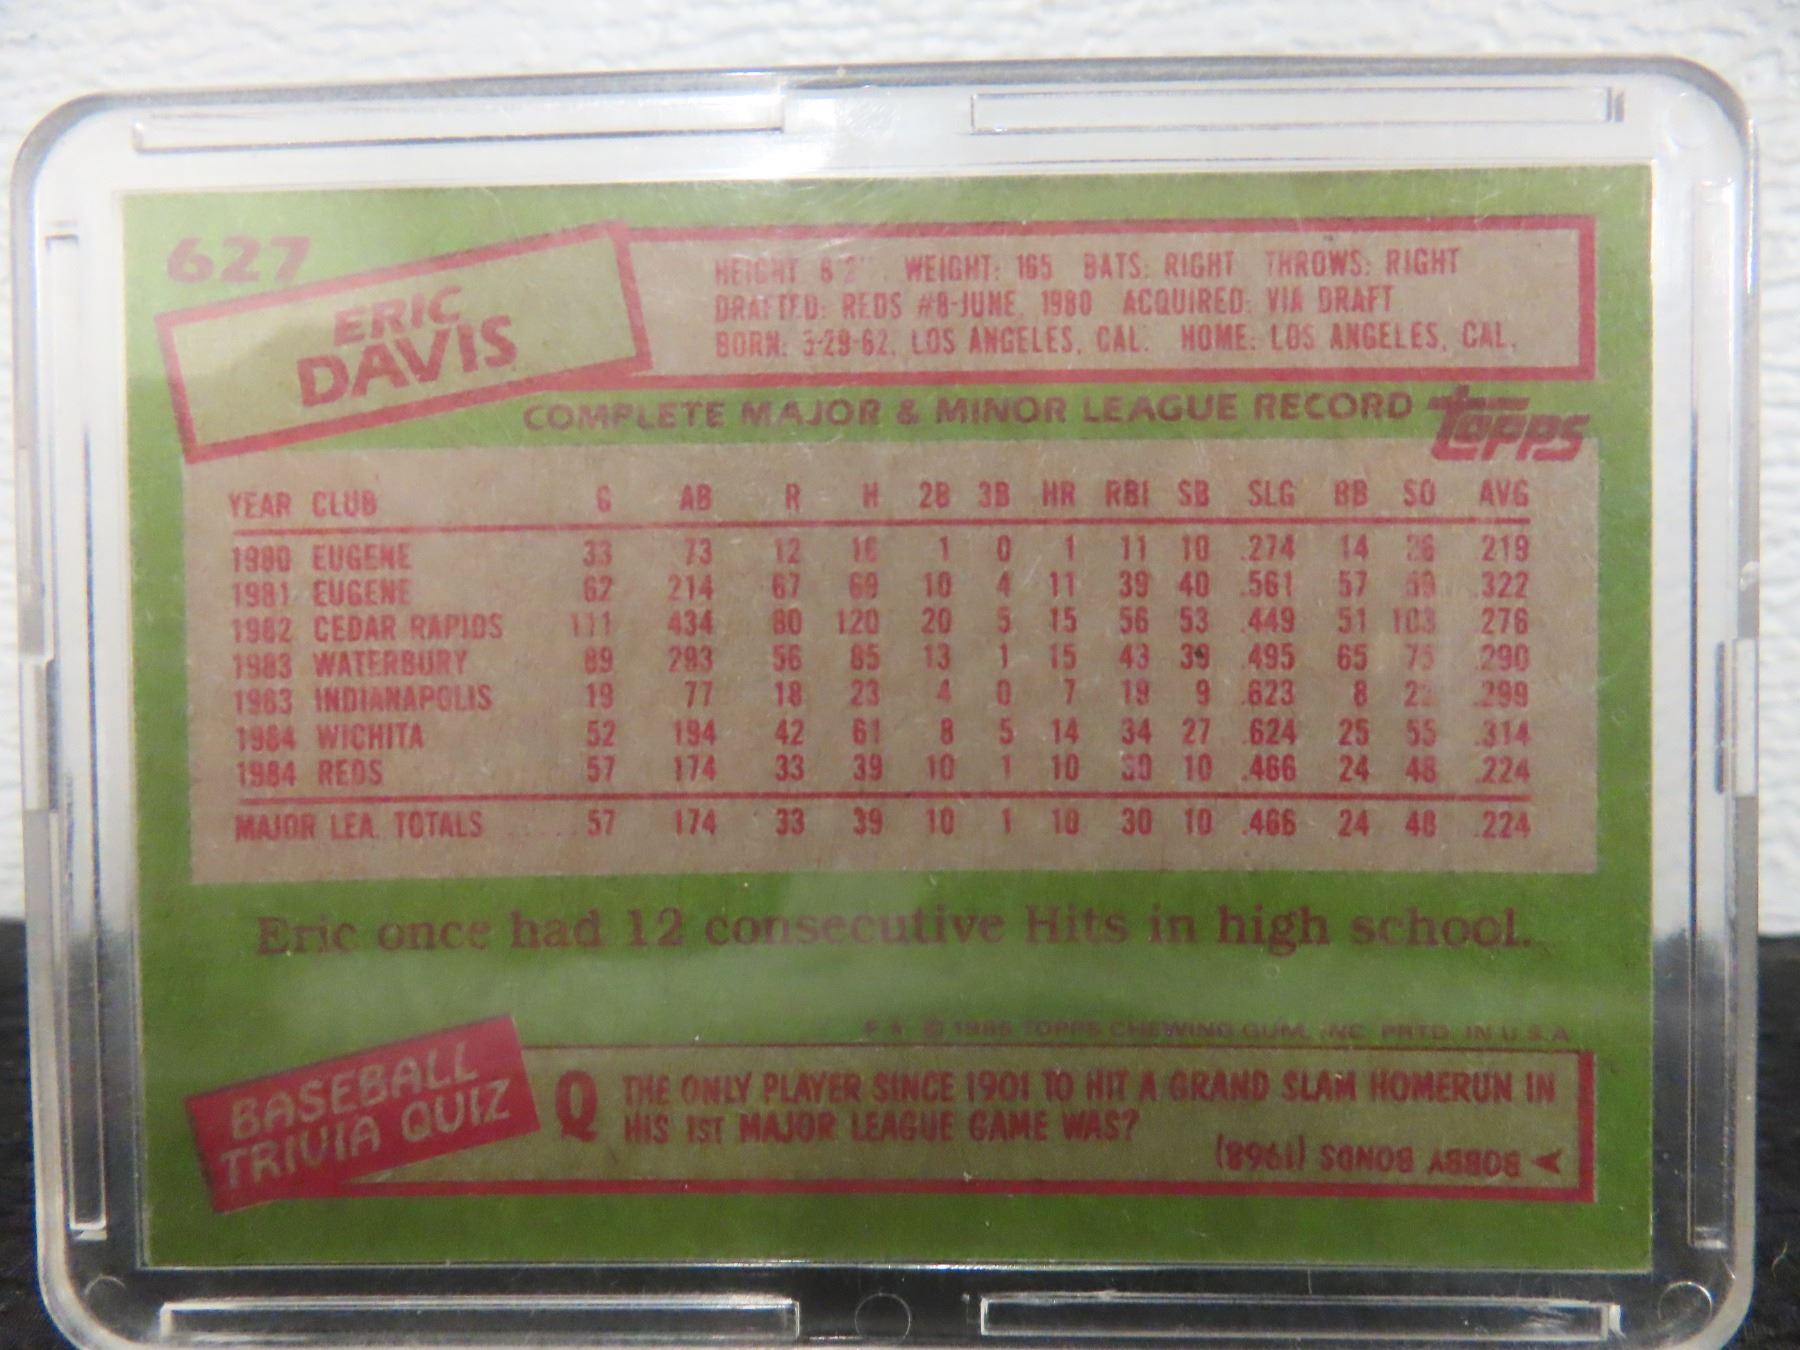 627
ERIC
DAVIS
HEIGHT: 6'2" WEIGHT: 165 BATS: RIGHT THROWS: RIGHT
DRAFTED: REDS #8-JUNE, 1980 ACQUIRED: VIA DRAFT
BORN: 5-29-62, LOS ANGELES, CAL. HOME: LOS ANGELES, CAL.
COMPLETE MAJOR & MINOR LEAGUE RECORD topps
YEAR CLUB G AB R H 2B 3B HR RBI SB SLG BB SO AVG
1980 EUGENE 33 73 12 16 1 0 1 11 10 .274 14 26 .219
1981 EUGENE 62 214 67 69 10 4 11 39 40 .561 57 59 .322
1982 CEDAR RAPIDS 111 434 80 120 20 5 15 56 53 .449 51 103 .276
1983 WATERBURY 89 293 56 85 13 1 15 43 39 .495 65 75 .290
1983 INDIANAPOLIS 19 77 18 23 4 0 7 19 9 .623 8 .299
1984 WICHITA 52 194 42 61 8 5 14 34 27 .624 25 55 .314
1984 REDS 57 174 33 39 10 1 10 30 10 .466 24 48 .224
MAJOR LEA. TOTALS ..... 57 174 33 39 10 1 10 30 10 .466 24 48 .224
Eric once had 12 consecutive Hits in high school.
© 1985 TOPPS CHEWING GUM, INC. PRTD. IN U.S.A.
BASEBALL
TRIVIA QUIZ
Q THE ONLY PLAYER SINCE 1901 TO HIT A GRAND SLAM HOMERUN IN
HIS 1ST MAJOR LEAGUE GAME WAS?
BOBBY BONDS (1968)